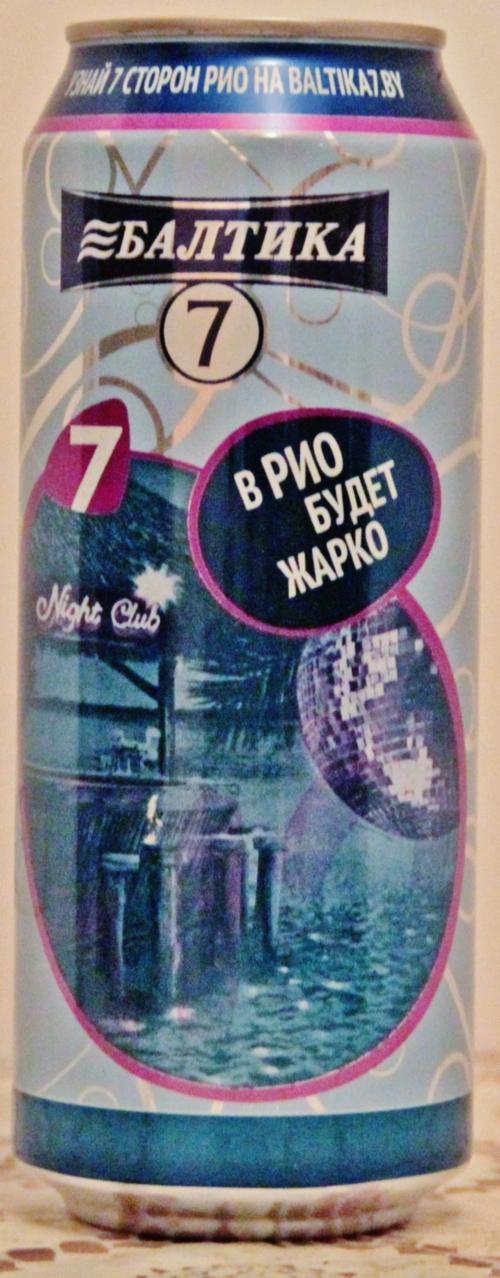 УЗНАЙ 7 СТОРОН РИО НА BALTIKA7.BY
БАЛТИКА
7
7
В РИО
БУДЕТ
ЖАРКО
Night Club